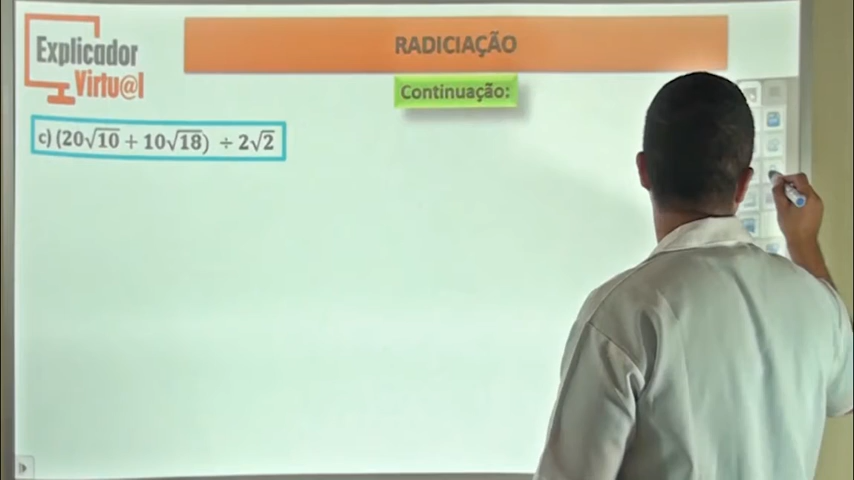 Explicador
Virtu@l
RADICIAÇÃO
Continuação:
c) (20√10 + 10√18) ÷ 2√2